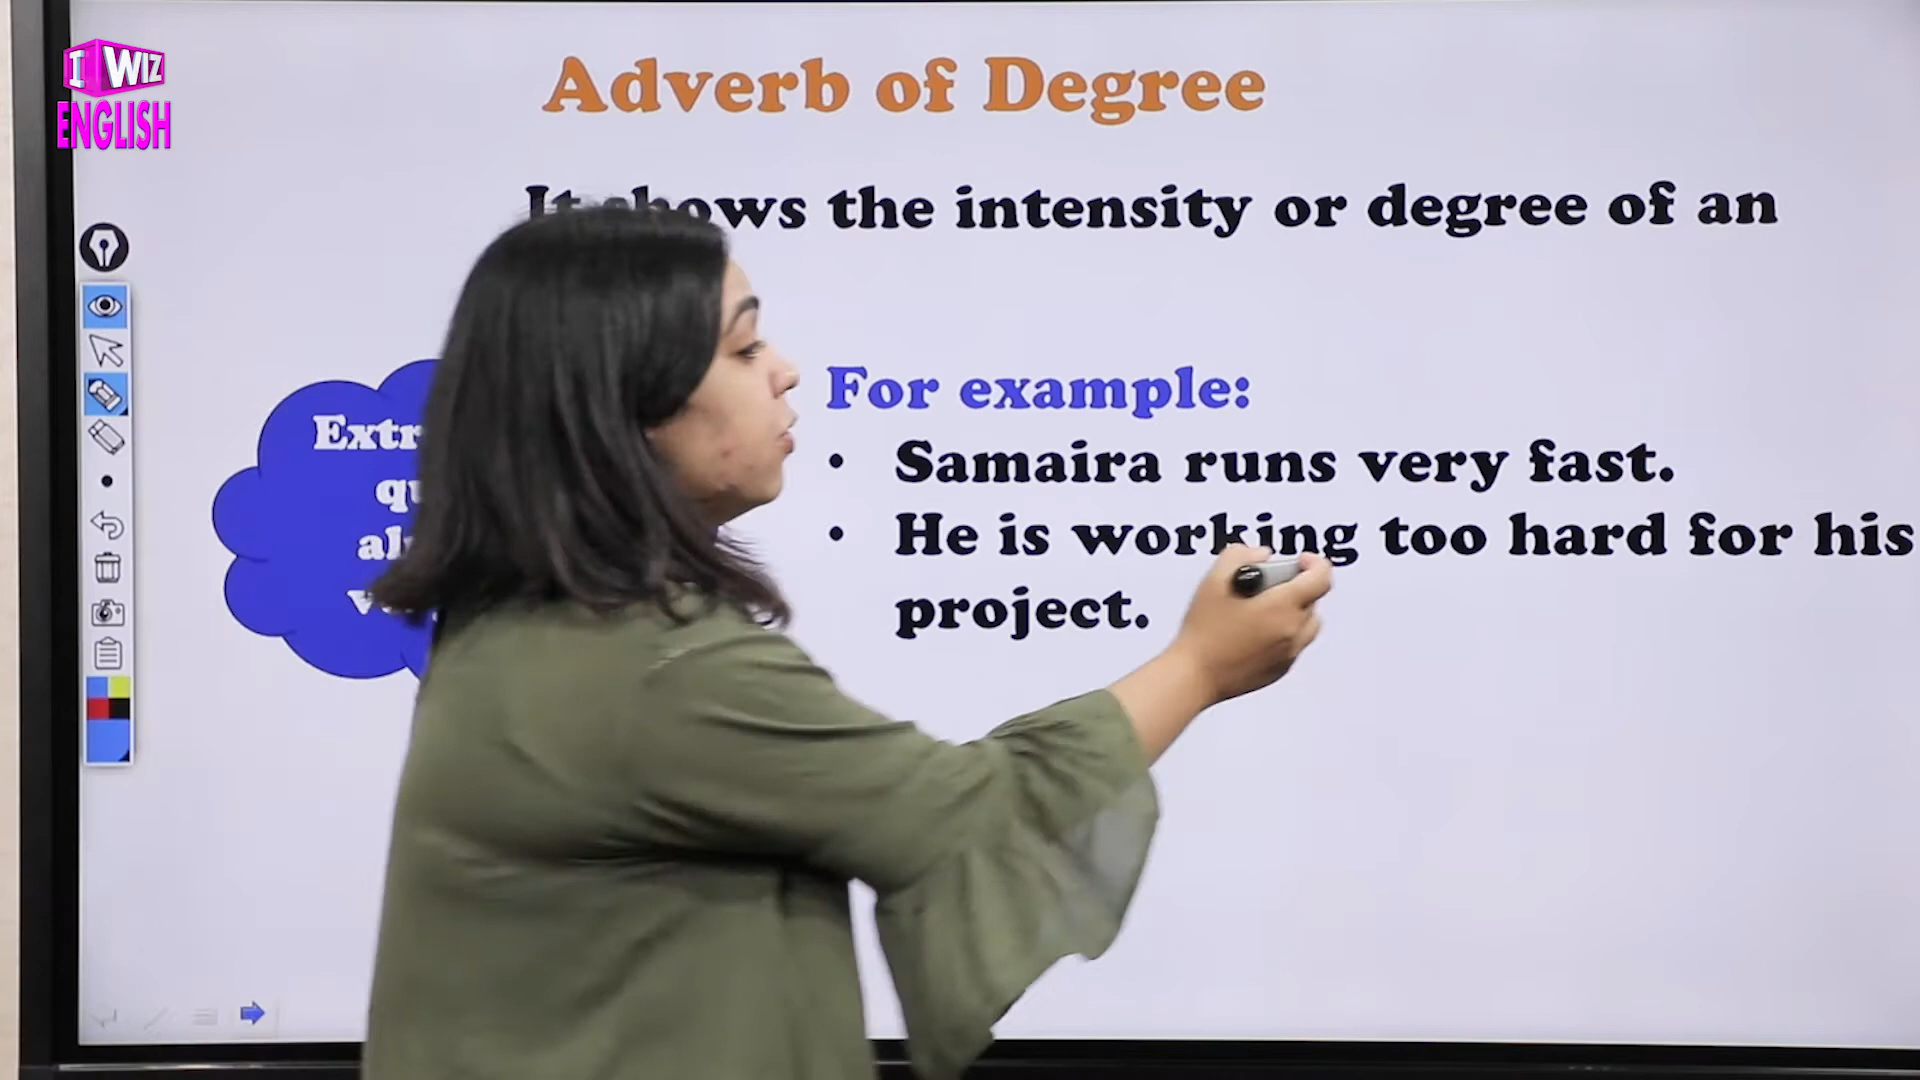 I WIZ
ENGLISH
Adverb of Degree
shows the intensity or degree of an
For example:
• Samaira runs very fast.
• He is working too hard for his
project.